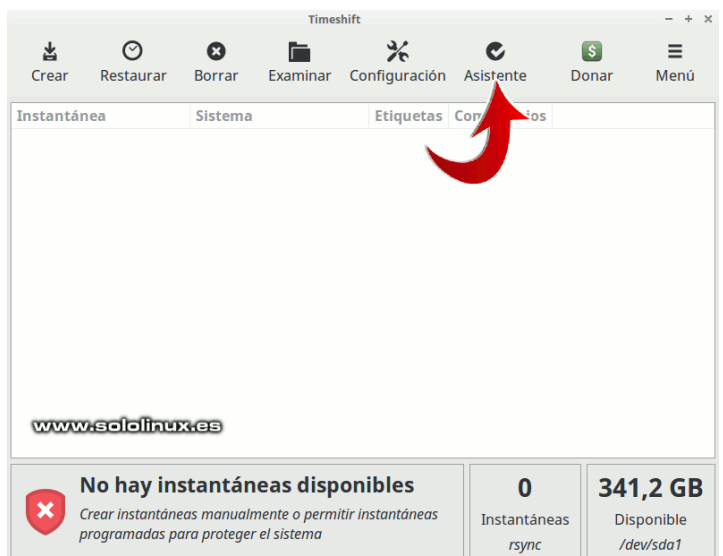 Timeshift
Crear Restaurar Borrar Examinar Configuración Asistente Donar Menú
Instantánea Sistema Etiquetas
www.sololinux.es
No hay instantáneas disponibles
Crear instantáneas manualmente o permitir instantáneas
programadas para proteger el sistema
0
Instantáneas
rsync
341,2 GB
Disponible
/dev/sda1